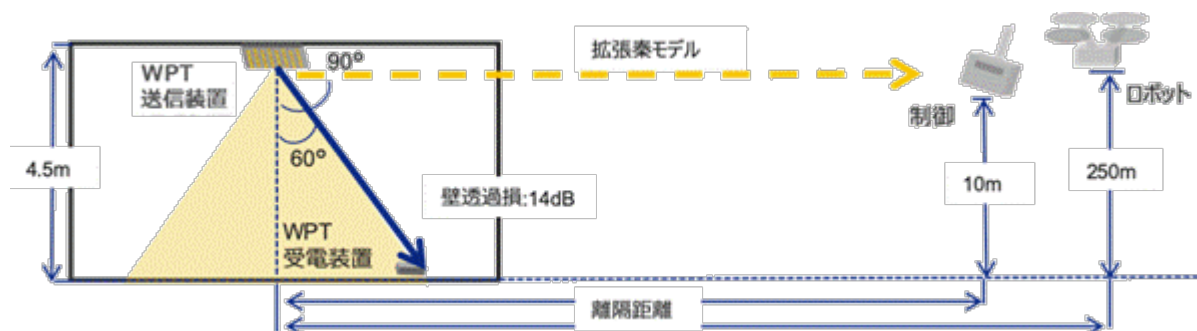 拡張秦モデル
WPT
送信装置
90°
制御
ロボット
4.5m
60°
壁透過損:14dB
10m
250m
WPT
受電装置
離隔距離